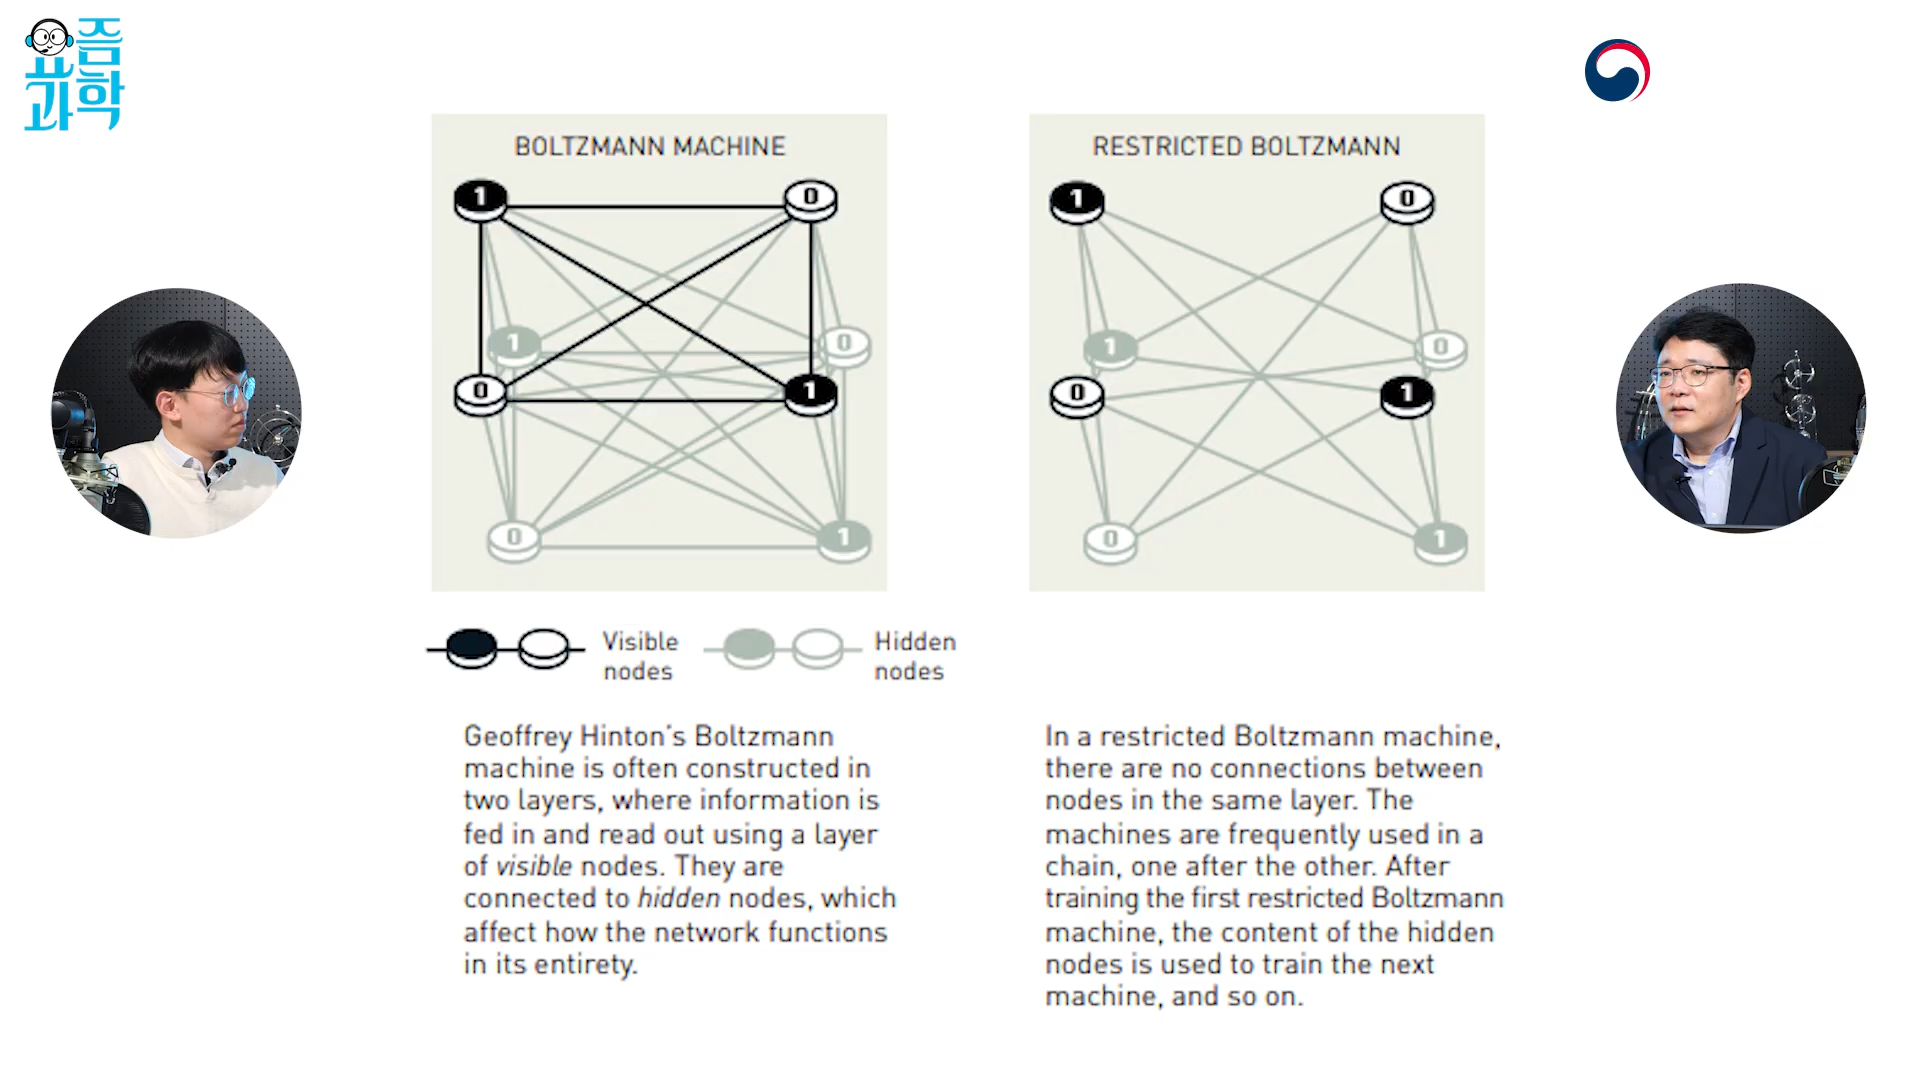 요즘
과학
BOLTZMANN MACHINE
1
0
1
0
0
1
0
1
RESTRICTED BOLTZMANN
1
0
1
0
0
1
0
1
Visible
nodes
Hidden
nodes
Geoffrey Hinton's Boltzmann
machine is often constructed in
two layers, where information is
fed in and read out using a layer
of visible nodes. They are
connected to hidden nodes, which
affect how the network functions
in its entirety.
In a restricted Boltzmann machine,
there are no connections between
nodes in the same layer. The
machines are frequently used in a
chain, one after the other. After
training the first restricted Boltzmann
machine, the content of the hidden
nodes is used to train the next
machine, and so on.